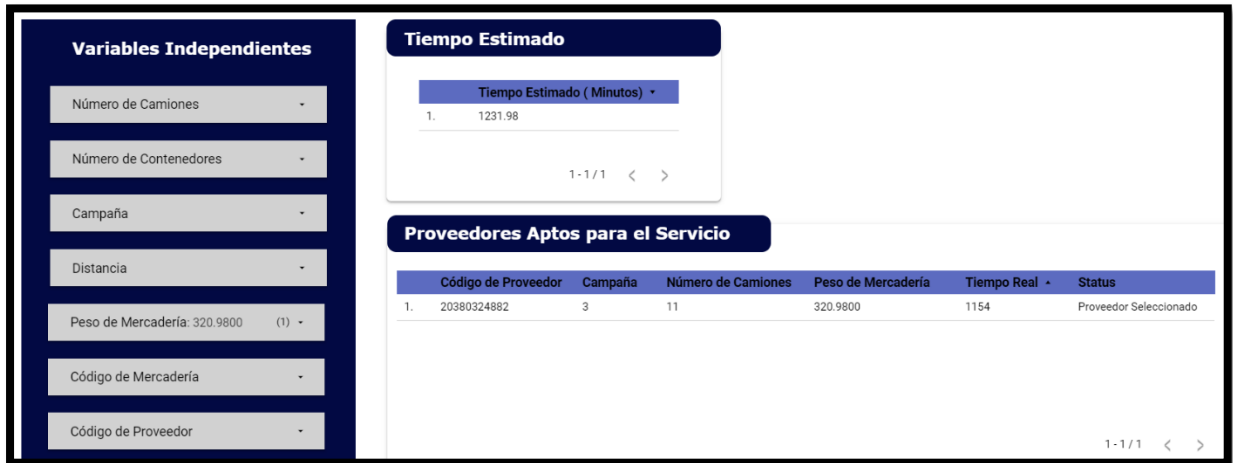 Variables Independientes
Número de Camiones
Número de Contenedores
Campaña
Distancia
Peso de Mercadería: 320.9800 (1)
Código de Mercadería
Código de Proveedor
Tiempo Estimado
Tiempo Estimado ( Minutos)
1. 1231.98
1 - 1 / 1 < >
Proveedores Aptos para el Servicio
Código de Proveedor Campaña Número de Camiones Peso de Mercadería Tiempo Real Status
1. 20380324882 3 11 320.9800 1154 Proveedor Seleccionado
1 - 1 / 1 < >